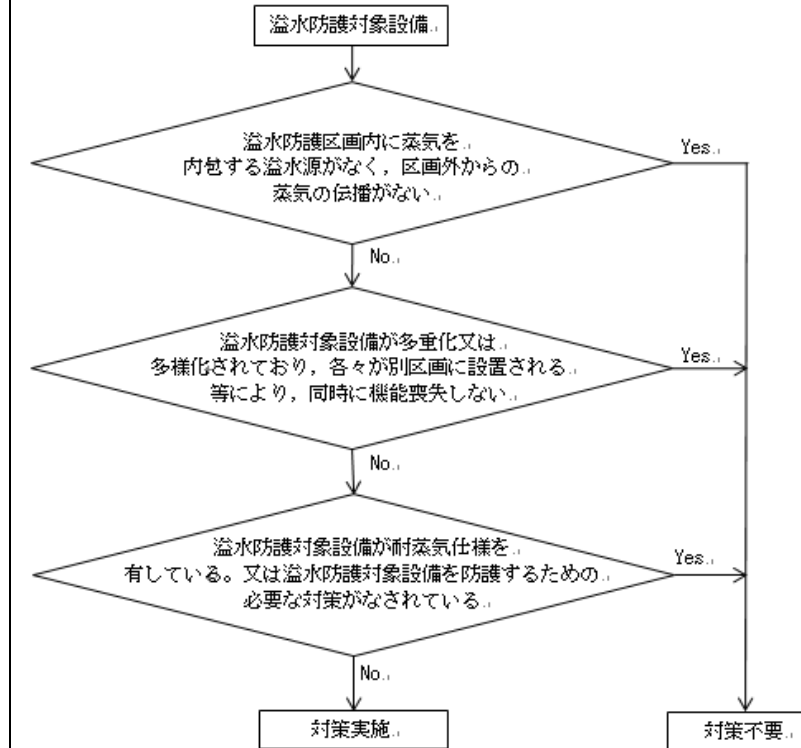 溢水防護対象設備
溢水防護区画内に蒸気を
内包する溢水源がなく，区画外からの
蒸気の伝播がない
Yes
No
溢水防護対象設備が多重化又は
多様化されており，各々が別区画に設置される
等により，同時に機能喪失しない
Yes
No
溢水防護対象設備が耐蒸気仕様を
有している。又は溢水防護対象設備を防護するための
必要な対策がなされている
Yes
No
対策実施
対策不要